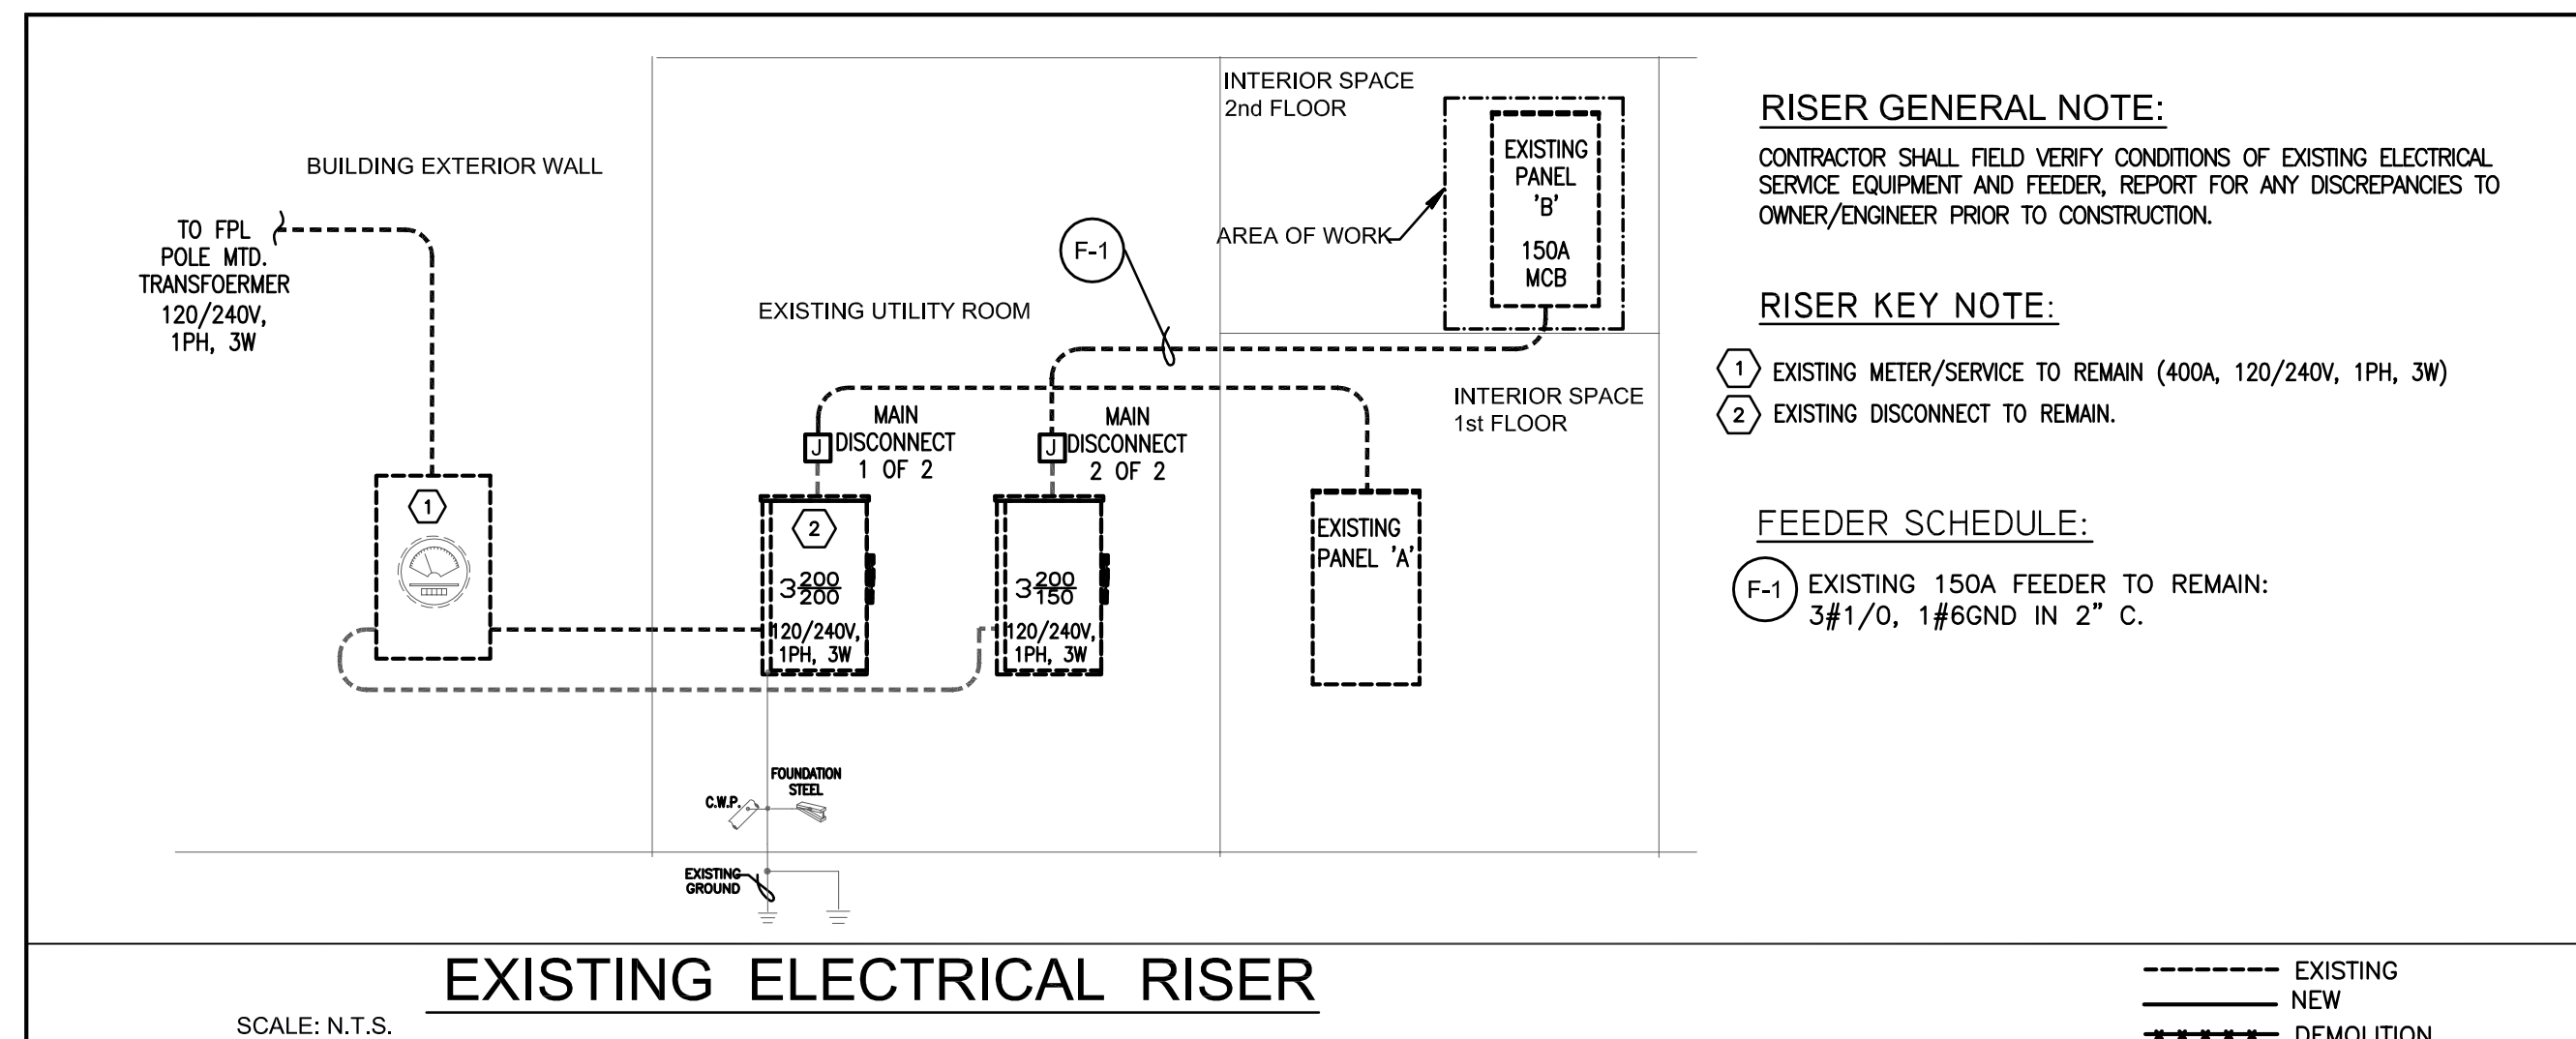 INTERIOR SPACE
2nd FLOOR
BUILDING EXTERIOR WALL
TO FPL
POLE MTD.
TRANSFOERMER
120/240V,
1PH, 3W
EXISTING UTILITY ROOM
F-1
AREA OF WORK
EXISTING
PANEL
'B'
150A
MCB
INTERIOR SPACE
1st FLOOR
J
MAIN
DISCONNECT
1 OF 2
J
MAIN
DISCONNECT
2 OF 2
1
2
3 200/200
120/240V,
1PH, 3W
3 200/150
120/240V,
1PH, 3W
EXISTING
PANEL 'A'
C.W.P.
FOUNDATION
STEEL
EXISTING
GROUND
RISER GENERAL NOTE:
CONTRACTOR SHALL FIELD VERIFY CONDITIONS OF EXISTING ELECTRICAL
SERVICE EQUIPMENT AND FEEDER, REPORT FOR ANY DISCREPANCIES TO
OWNER/ENGINEER PRIOR TO CONSTRUCTION.
RISER KEY NOTE:
1 EXISTING METER/SERVICE TO REMAIN (400A, 120/240V, 1PH, 3W)
2 EXISTING DISCONNECT TO REMAIN.
FEEDER SCHEDULE:
F-1 EXISTING 150A FEEDER TO REMAIN:
3#1/0, 1#6GND IN 2" C.
EXISTING ELECTRICAL RISER
SCALE: N.T.S.
EXISTING
NEW
DEMOLITION